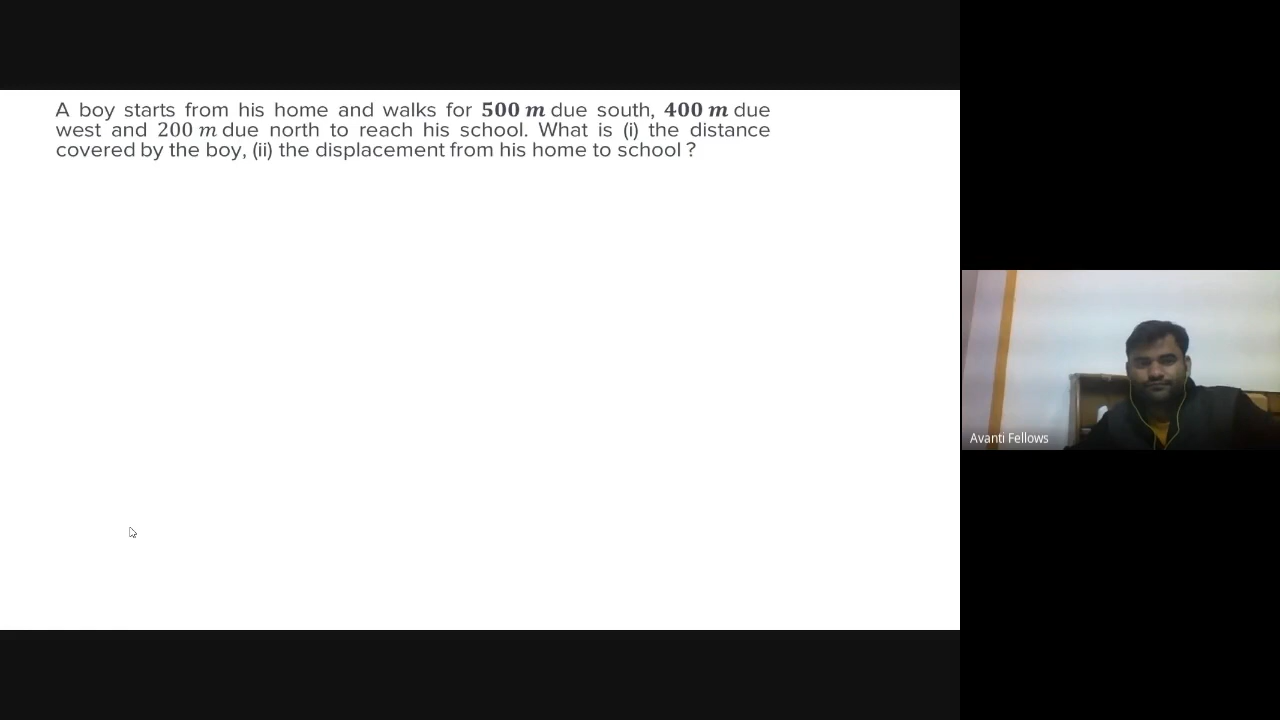 A boy starts from his home and walks for 500 m due south, 400 m due
west and 200 m due north to reach his school. What is (i) the distance
covered by the boy, (ii) the displacement from his home to school ?
Avanti Fellows